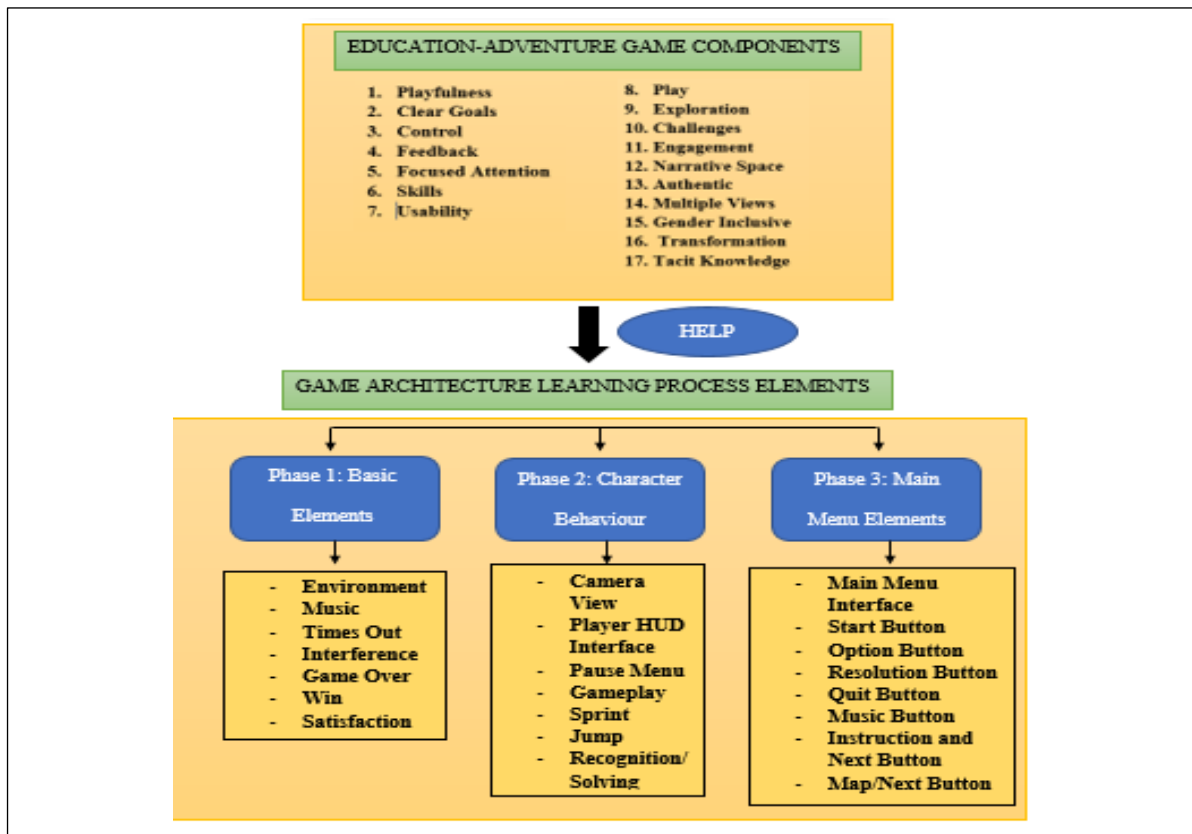 EDUCATION-ADVENTURE GAME COMPONENTS
1. Playfulness
2. Clear Goals
3. Control
4. Feedback
5. Focused Attention
6. Skills
7. Usability
8. Play
9. Exploration
10. Challenges
11. Engagement
12. Narrative Space
13. Authentic
14. Multiple Views
15. Gender Inclusive
16. Transformation
17. Tacit Knowledge
HELP
GAME ARCHITECTURE LEARNING PROCESS ELEMENTS
Phase 1: Basic
Elements
- Environment
- Music
- Times Out
- Interference
- Game Over
- Win
- Satisfaction
Phase 2: Character
Behaviour
- Camera
View
- Player HUD
Interface
- Pause Menu
- Gameplay
- Sprint
- Jump
- Recognition/
Solving
Phase 3: Main
Menu Elements
- Main Menu
Interface
- Start Button
- Option Button
- Resolution Button
- Quit Button
- Music Button
- Instruction and
Next Button
- Map/Next Button